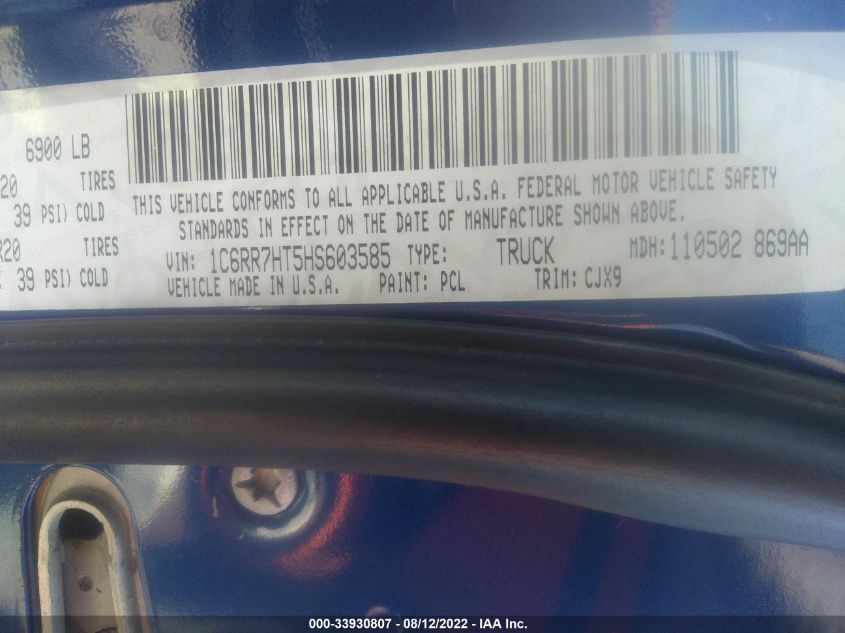 6900 LB
20 TIRES
39 PSI) COLD
R20 TIRES
39 PSI) COLD
THIS VEHICLE CONFORMS TO ALL APPLICABLE U.S.A. FEDERAL MOTOR VEHICLE SAFETY
STANDARDS IN EFFECT ON THE DATE OF MANUFACTURE SHOWN ABOVE.
VIN: 1C6RR7HT5HS603585 TYPE: TRUCK MDH: 110502 869AA
VEHICLE MADE IN U.S.A. PAINT: PCL TRIM: CJX9
000-33930807 - 08/12/2022 - IAA Inc.